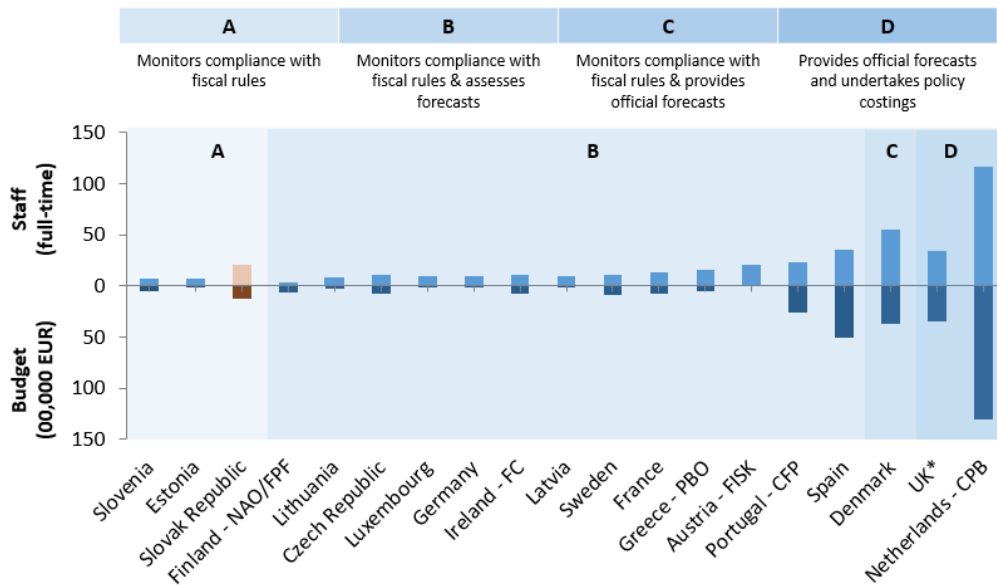 A
B
C
D
Monitors compliance with
fiscal rules
Monitors compliance with
fiscal rules & assesses
forecasts
Monitors compliance with
fiscal rules & provides
official forecasts
Provides official forecasts
and undertakes policy
costings
A
B
C
D
Staff
(full-time)
150
100
50
0
50
100
150
Budget
(00,000 EUR)
Slovenia
Estonia
Slovak Republic
Finland - NAO/FPF
Lithuania
Czech Republic
Luxembourg
Germany
Ireland - FC
Latvia
Sweden
France
Greece - PBO
Austria - FISK
Portugal - CFP
Spain
Denmark
UK*
Netherlands - CPB